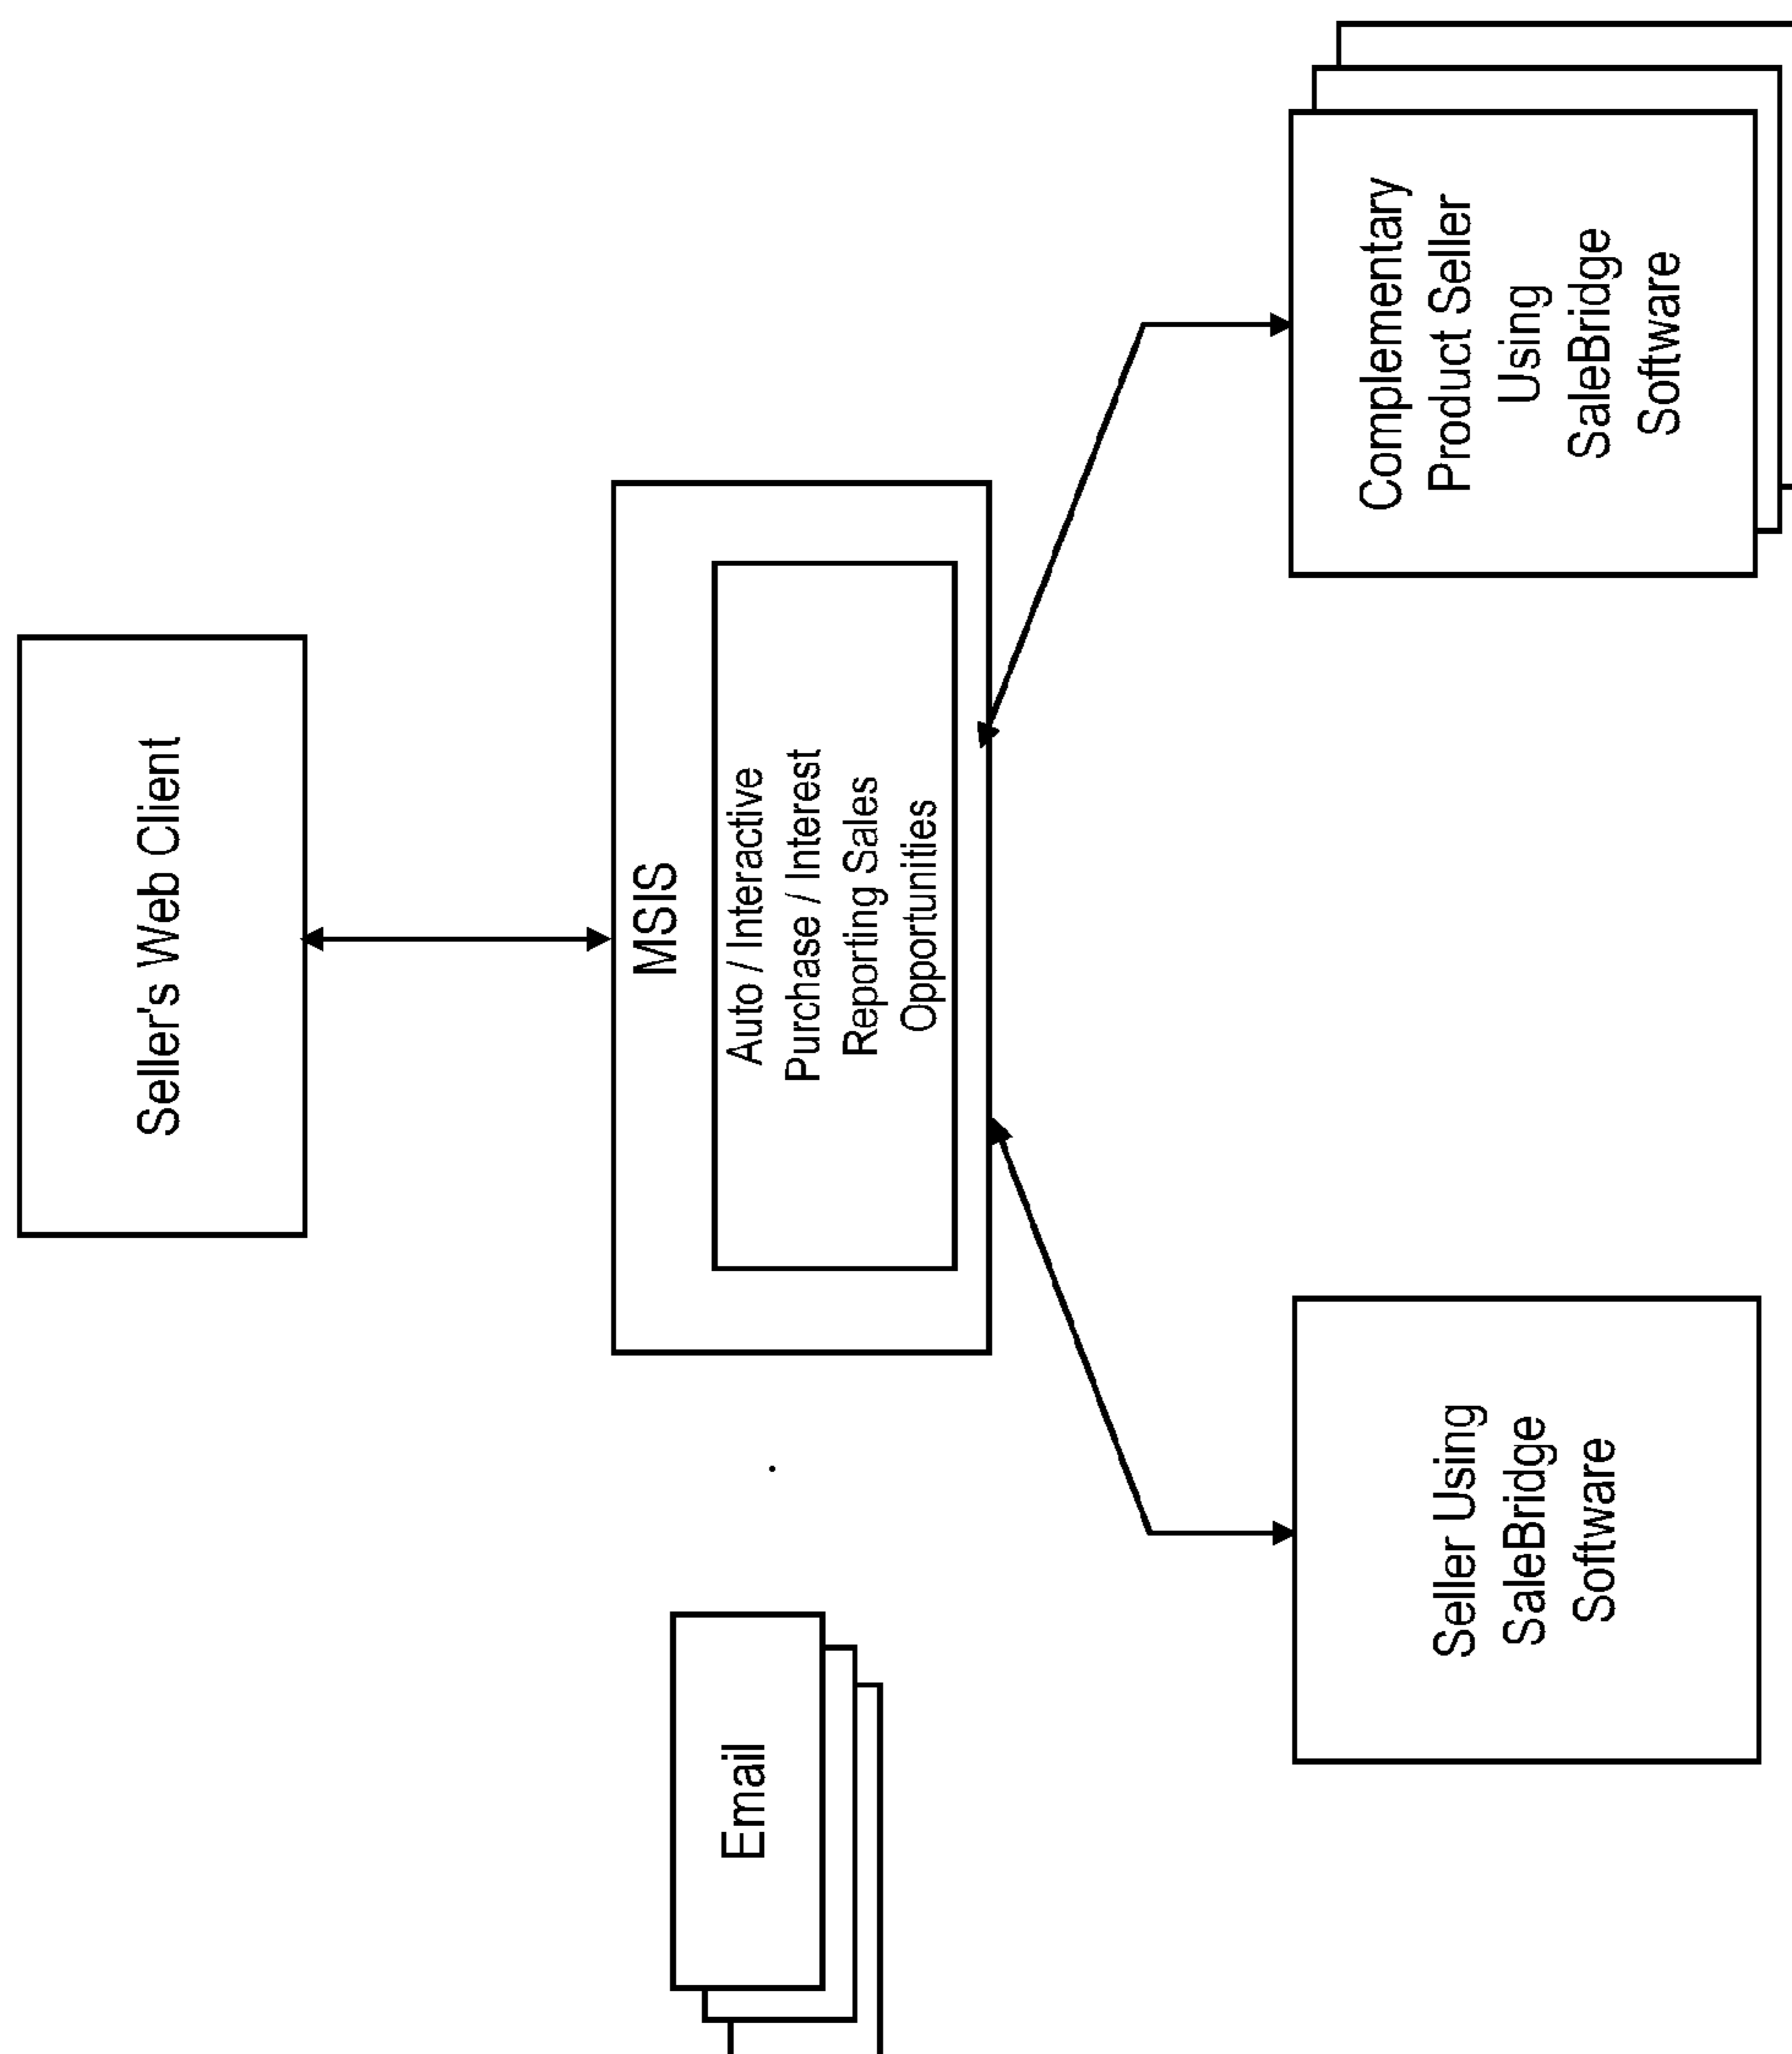 Seller's Web Client
MSIS
Auto / Interactive
Purchase / Interest
Reporting Sales
Opportunities
Email
Seller Using
SaleBridge
Software
Complementary
Product Seller
Using
SaleBridge
Software